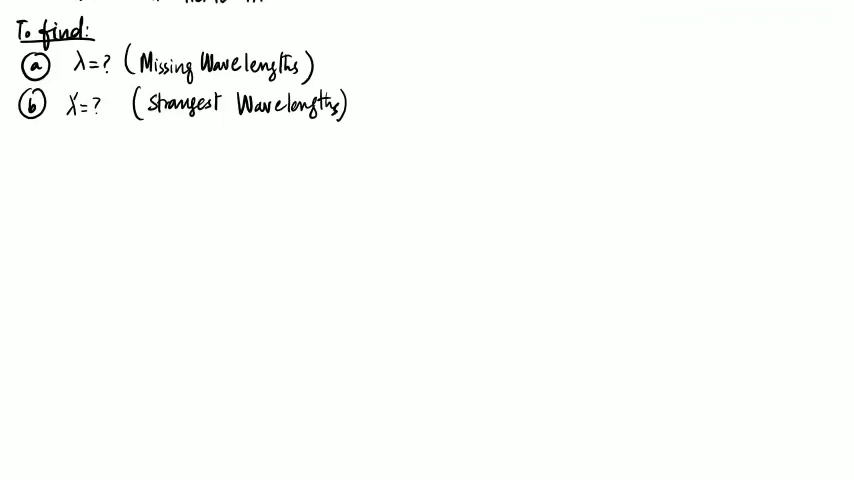 To find:
(a) λ=? (Missing Wavelengths)
(b) λ'=? (Strongest Wavelengths)